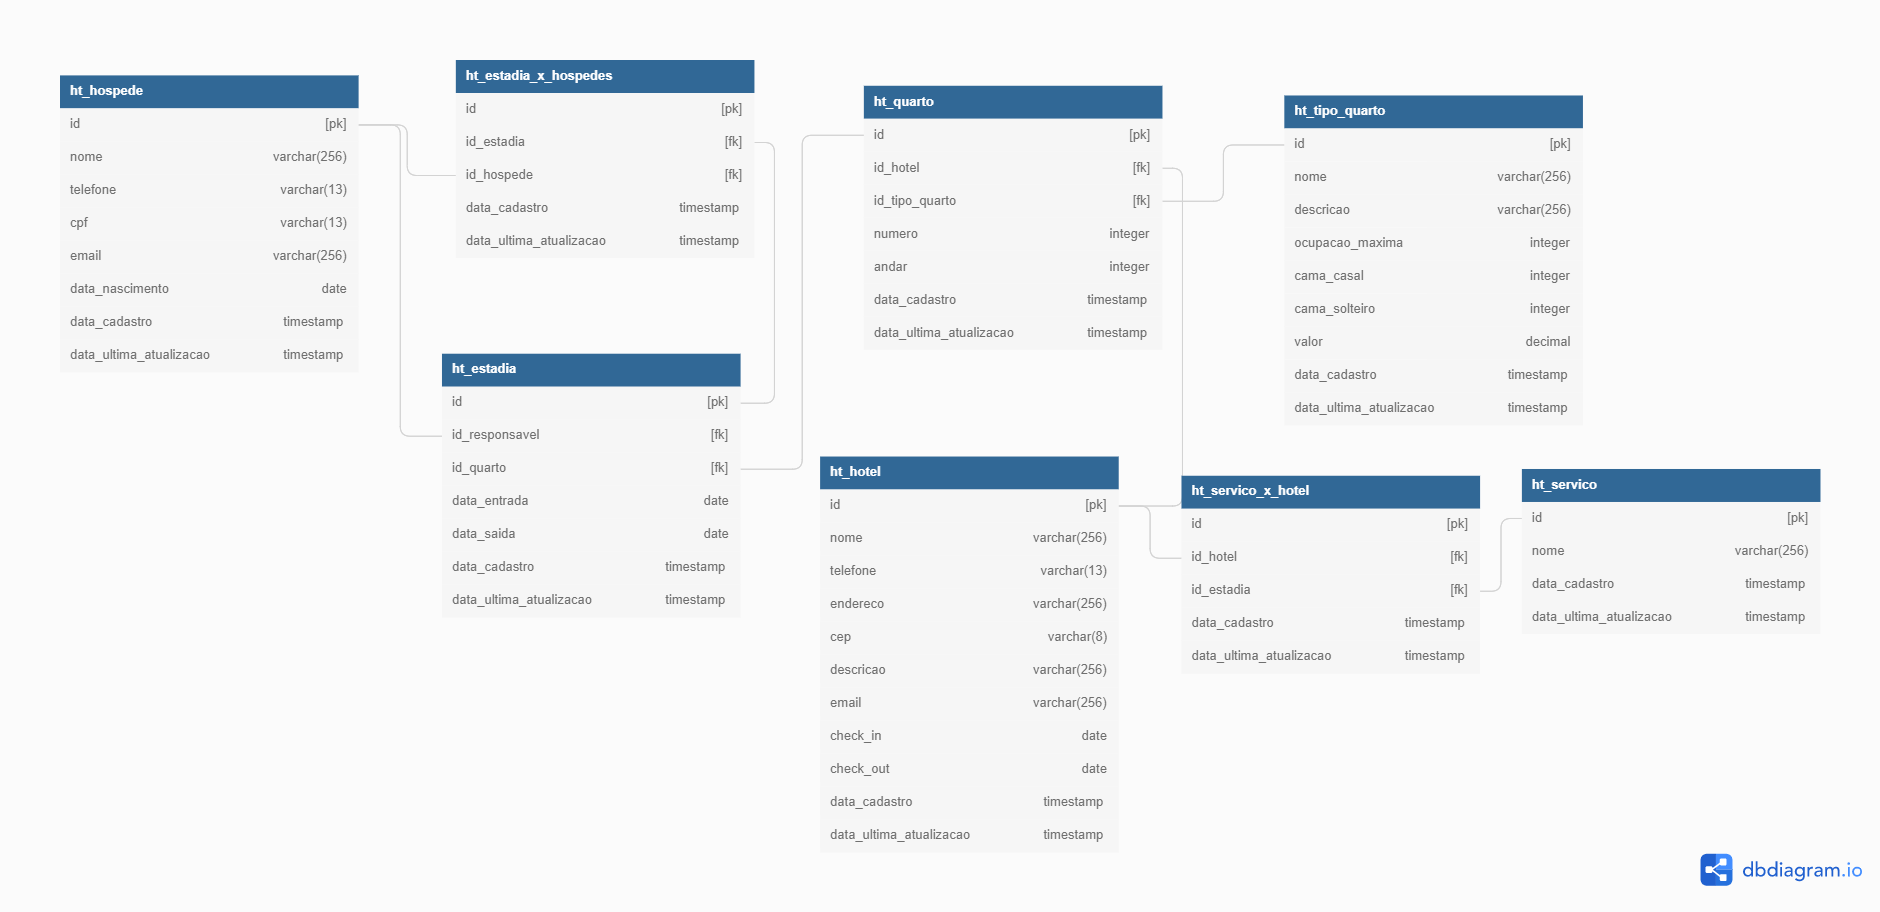 ht_hospede
id [pk]
nome varchar(256)
telefone varchar(13)
cpf varchar(13)
email varchar(256)
data_nascimento date
data_cadastro timestamp
data_ultima_atualizacao timestamp
ht_estadia_x_hospedes
id [pk]
id_estadia [fk]
id_hospede [fk]
data_cadastro timestamp
data_ultima_atualizacao timestamp
ht_estadia
id [pk]
id_responsavel [fk]
id_quarto [fk]
data_entrada date
data_saida date
data_cadastro timestamp
data_ultima_atualizacao timestamp
ht_quarto
id [pk]
id_hotel [fk]
id_tipo_quarto [fk]
numero integer
andar integer
data_cadastro timestamp
data_ultima_atualizacao timestamp
ht_tipo_quarto
id [pk]
nome varchar(256)
descricao varchar(256)
ocupacao_maxima integer
cama_casal integer
cama_solteiro integer
valor decimal
data_cadastro timestamp
data_ultima_atualizacao timestamp
ht_hotel
id [pk]
nome varchar(256)
telefone varchar(13)
endereco varchar(256)
cep varchar(8)
descricao varchar(256)
email varchar(256)
check_in date
check_out date
data_cadastro timestamp
data_ultima_atualizacao timestamp
ht_servico_x_hotel
id [pk]
id_hotel [fk]
id_estadia [fk]
data_cadastro timestamp
data_ultima_atualizacao timestamp
ht_servico
id [pk]
nome varchar(256)
data_cadastro timestamp
data_ultima_atualizacao timestamp
dbdiagram.io